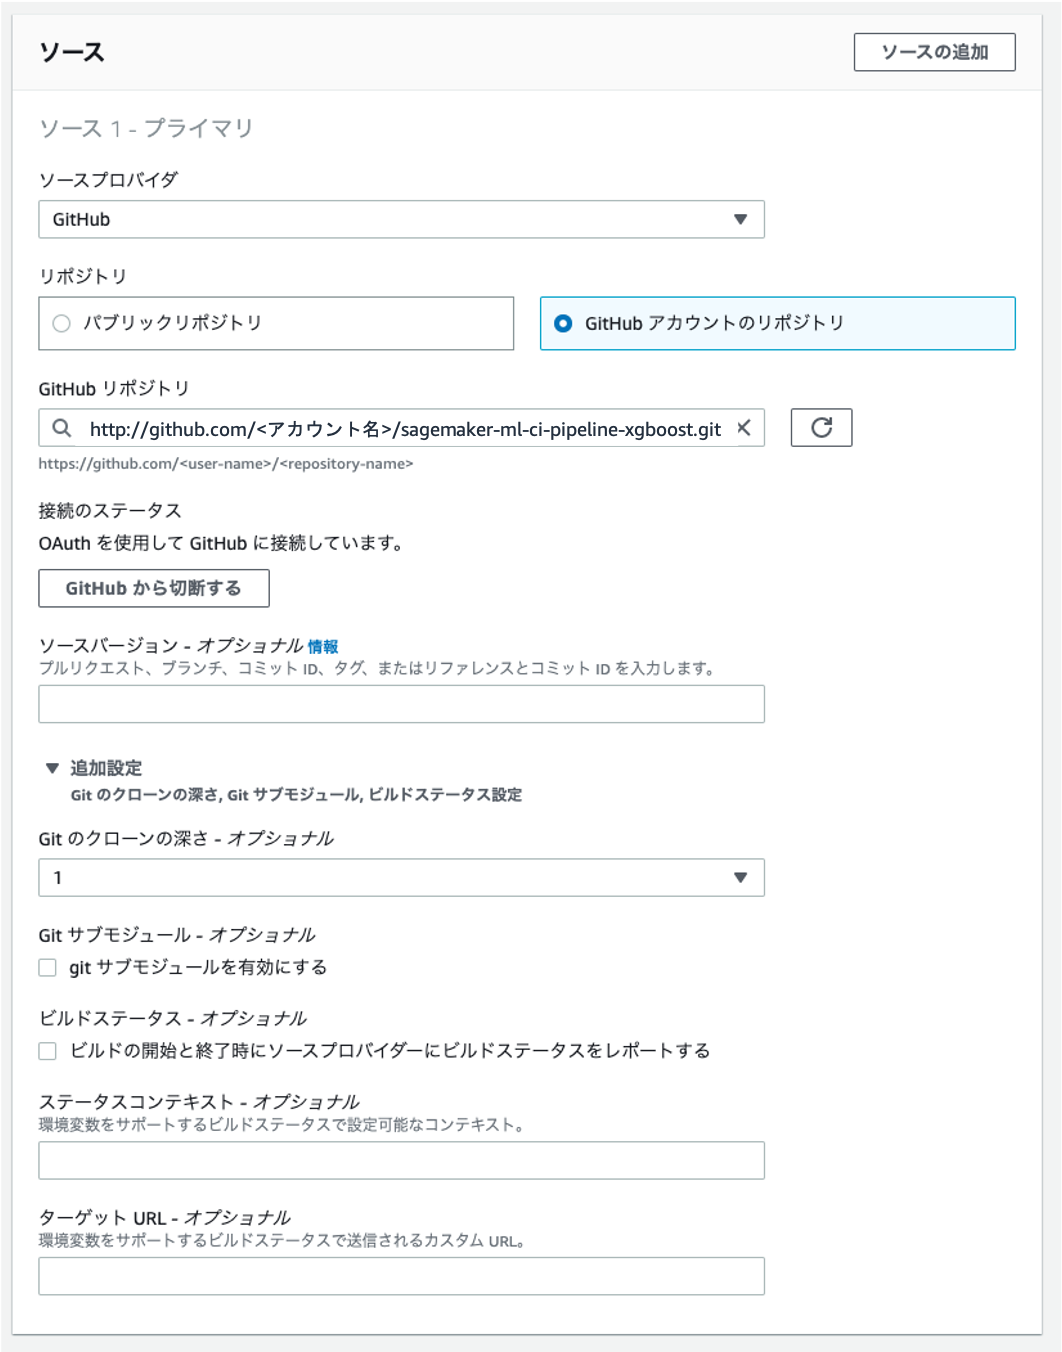 ソース
ソースの追加
ソース 1 - プライマリ
ソースプロバイダ
GitHub
リポジトリ
パブリックリポジトリ
GitHub アカウントのリポジトリ
GitHub リポジトリ
http://github.com/<アカウント名>/sagemaker-ml-ci-pipeline-xgboost.git
https://github.com/<user-name>/<repository-name>
接続のステータス
OAuth を使用して GitHub に接続しています。
GitHub から切断する
ソースバージョン - オプショナル 情報
プルリクエスト、ブランチ、コミット ID、タグ、またはリファレンスとコミット ID を入力します。
追加設定
Git のクローンの深さ, Git サブモジュール, ビルドステータス設定
Git のクローンの深さ - オプショナル
1
Git サブモジュール - オプショナル
git サブモジュールを有効にする
ビルドステータス - オプショナル
ビルドの開始と終了時にソースプロバイダーにビルドステータスをレポートする
ステータスコンテキスト - オプショナル
環境変数をサポートするビルドステータスで設定可能なコンテキスト。
ターゲット URL - オプショナル
環境変数をサポートするビルドステータスで送信されるカスタム URL。